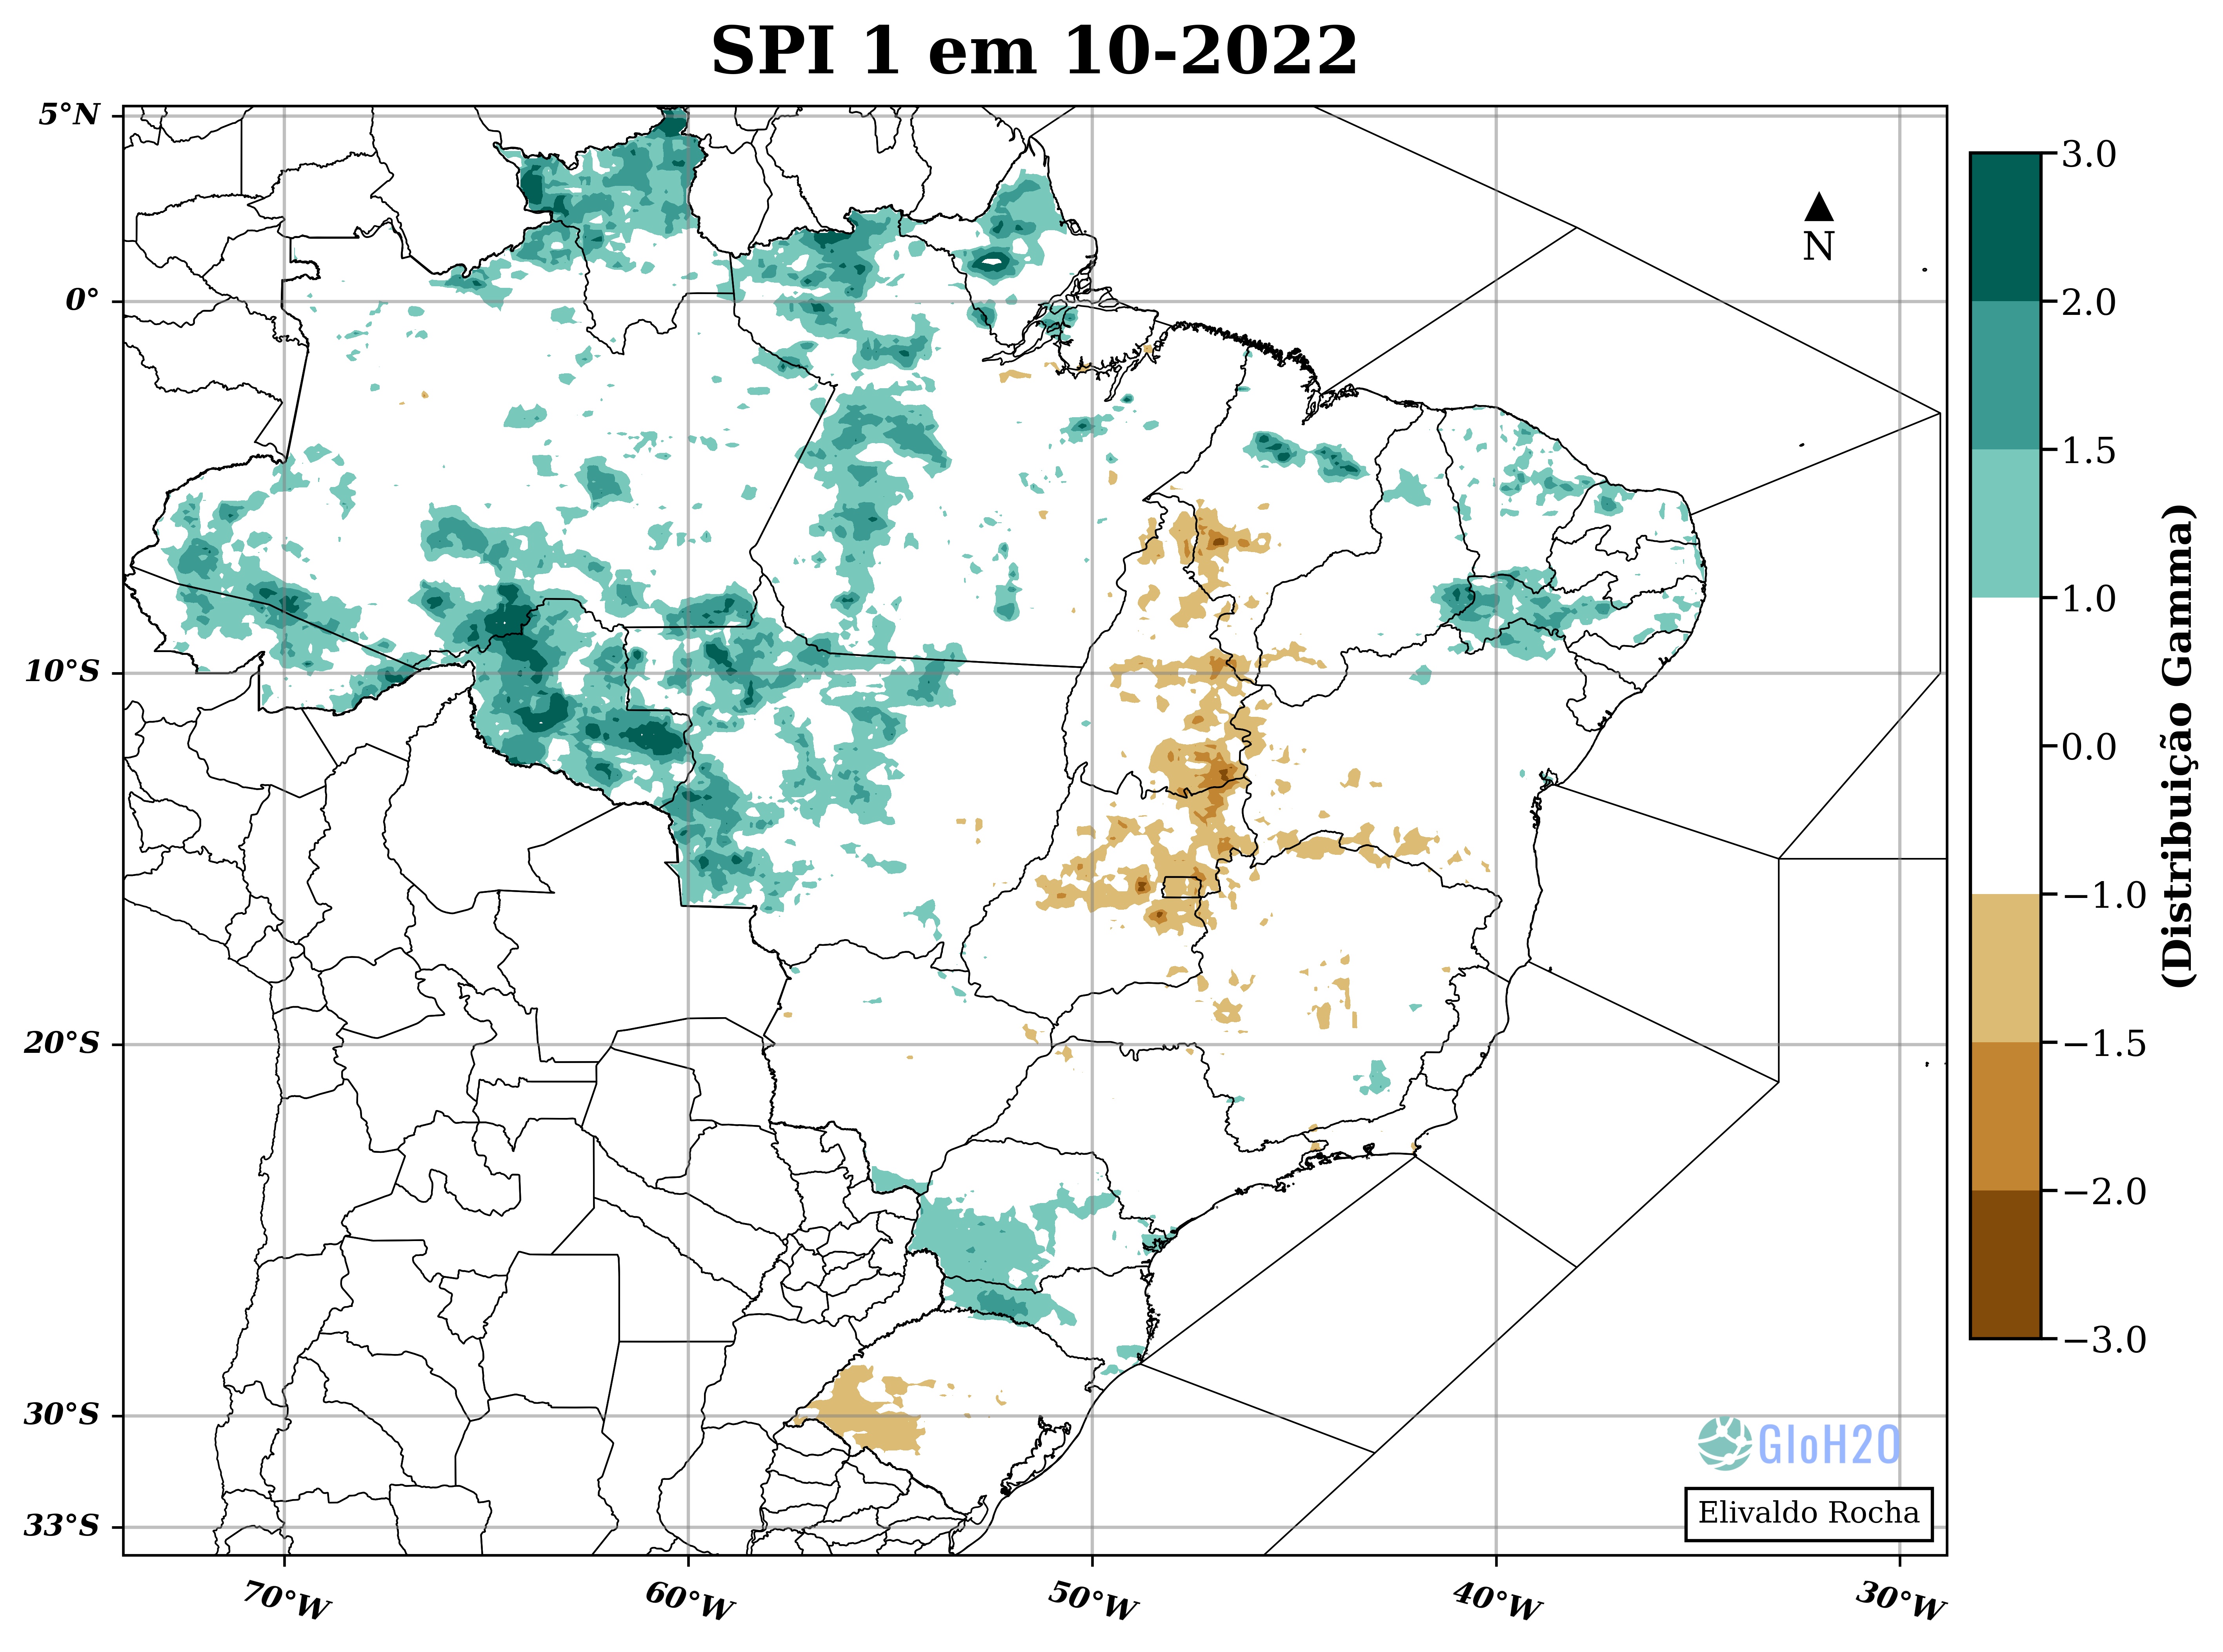 SPI 1 em 10-2022
5°N
0°
10°S
20°S
30°S
33°S
70°W
60°W
50°W
40°W
30°W
N
3.0
2.0
1.5
1.0
0.0
−1.0
−1.5
−2.0
−3.0
(Distribuição Gamma)
GloH2O
Elivaldo Rocha